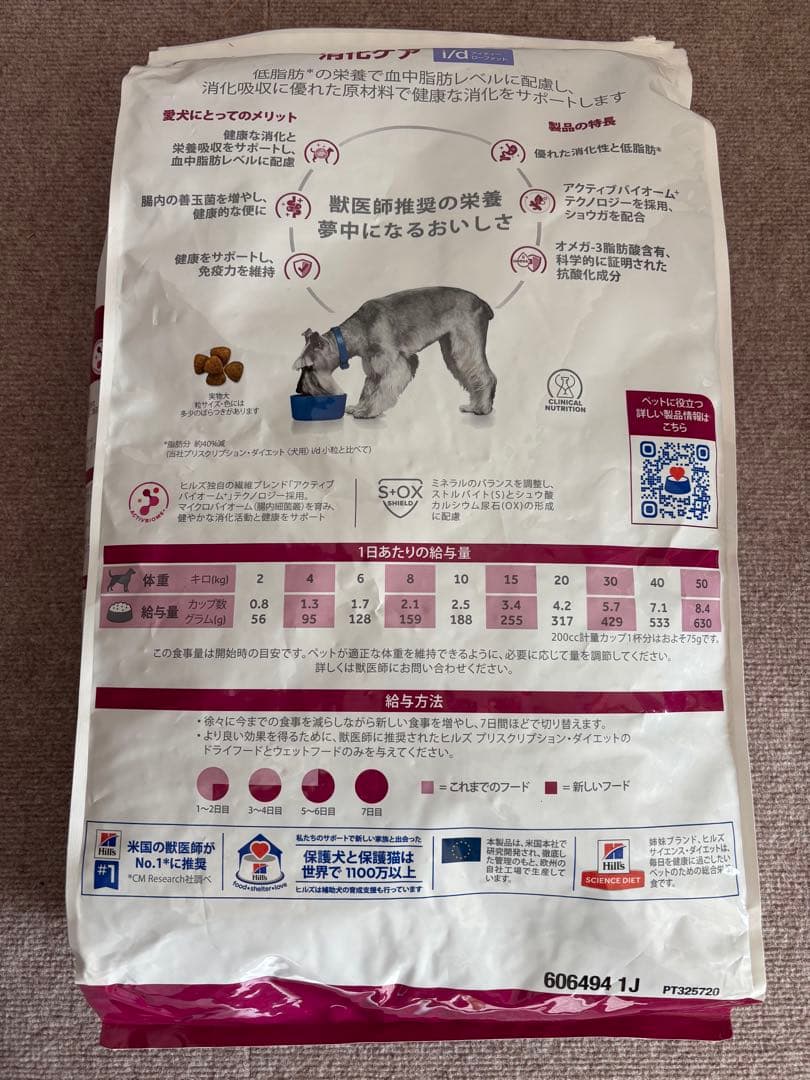 消化ケア i/d
低脂肪*の栄養で血中脂肪レベルに配慮し、
消化吸収に優れた原材料で健康な消化をサポートします
愛犬にとってのメリット
健康な消化と
栄養吸収をサポートし、
血中脂肪レベルに配慮
腸内の善玉菌を増やし、
健康的な便に
健康をサポートし、
免疫力を維持
獣医師推奨の栄養
夢中になるおいしさ
製品の特長
優れた消化性と低脂肪*
アクティブバイオーム+
テクノロジーを採用、
ショウガを配合
オメガ-3脂肪酸含有、
科学的に証明された
抗酸化成分
実物大
粒サイズ・色には
多少のばらつきがあります
CLINICAL
NUTRITION
*脂肪分 約40%減
(当社プリスクリプション・ダイエット〈犬用〉i/d 小粒と比べて)
ペットに役立つ
詳しい製品情報は
こちら
ACTIVBIOME+
ヒルズ独自の繊維ブレンド「アクティブ
バイオーム+」テクノロジー採用。
マイクロバイオーム(腸内細菌叢)を育み、
健やかな消化活動と健康をサポート
S+OX
SHIELD
ミネラルのバランスを調整し、
ストルバイト(S)とシュウ酸
カルシウム尿石(OX)の形成
に配慮
1日あたりの給与量
体重 キロ(kg) 2 4 6 8 10 15 20 30 40 50
給与量 カップ数 0.8 1.3 1.7 2.1 2.5 3.4 4.2 5.7 7.1 8.4
グラム(g) 56 95 128 159 188 255 317 429 533 630
200cc計量カップ1杯分はおよそ75gです。
この食事量は開始時の目安です。ペットが適正な体重を維持できるように、必要に応じて量を調節してください。
詳しくは獣医師にお問い合わせください。
給与方法
・徐々に今までの食事を減らしながら新しい食事を増やし、7日間ほどで切り替えます。
・より良い効果を得るために、獣医師に推奨されたヒルズ プリスクリプション・ダイエットの
ドライフードとウェットフードのみを与えてください。
1〜2日目 3〜4日目 5〜6日目 7日目
=これまでのフード =新しいフード
Hill's
#1
米国の獣医師が
No.1*に推奨
*CM Research社調べ
Hill's
food•shelter•love
私たちのサポートで新しい家族と出会った
保護犬と保護猫は
世界で 1100万以上
ヒルズは補助犬の育成支援も行っています
本製品は、米国本社で
研究開発され、徹底し
た管理のもと、欧州の
自社工場で生産して
います。
Hill's
SCIENCE DIET
姉妹ブランド、ヒルズ
サイエンス・ダイエットは、
毎日を健康に過ごしたい
ペットのための総合栄養
食です。
606494 1J
PT325720